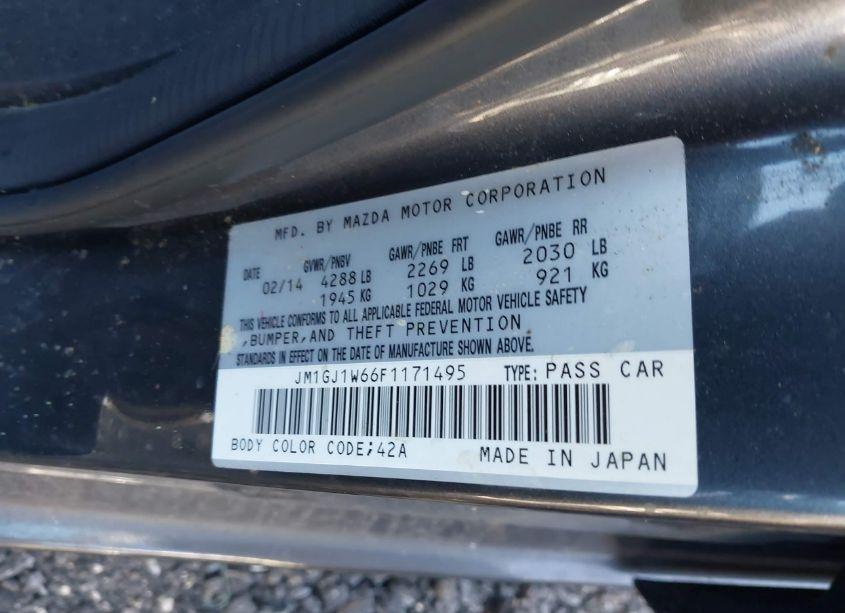 MFD. BY MAZDA MOTOR CORPORATION
DATE GVWR/PNBV GAWR/PNBE FRT GAWR/PNBE RR
02/14 4288 LB 2269 LB 2030 LB
1945 KG 1029 KG 921 KG
THIS VEHICLE CONFORMS TO ALL APPLICABLE FEDERAL MOTOR VEHICLE SAFETY
,BUMPER,AND THEFT PREVENTION
STANDARDS IN EFFECT ON THE DATE OF MANUFACTURE SHOWN ABOVE.
JM1GJ1W66F1171495 TYPE: PASS CAR
BODY COLOR CODE;42A MADE IN JAPAN